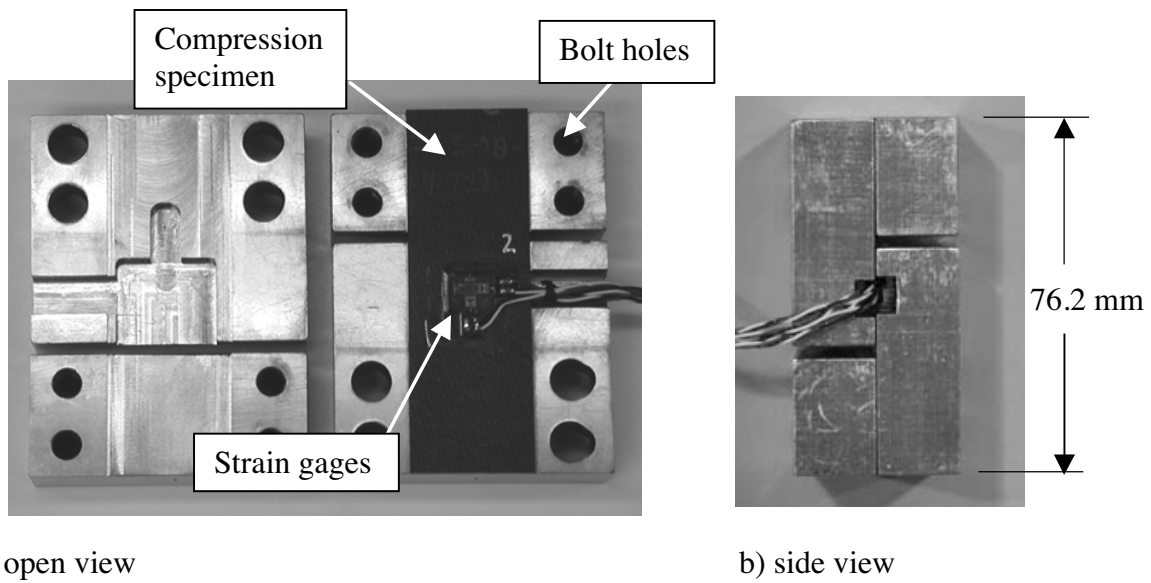 Compression
specimen
Bolt holes
2
76.2 mm
Strain gages
open view
b) side view